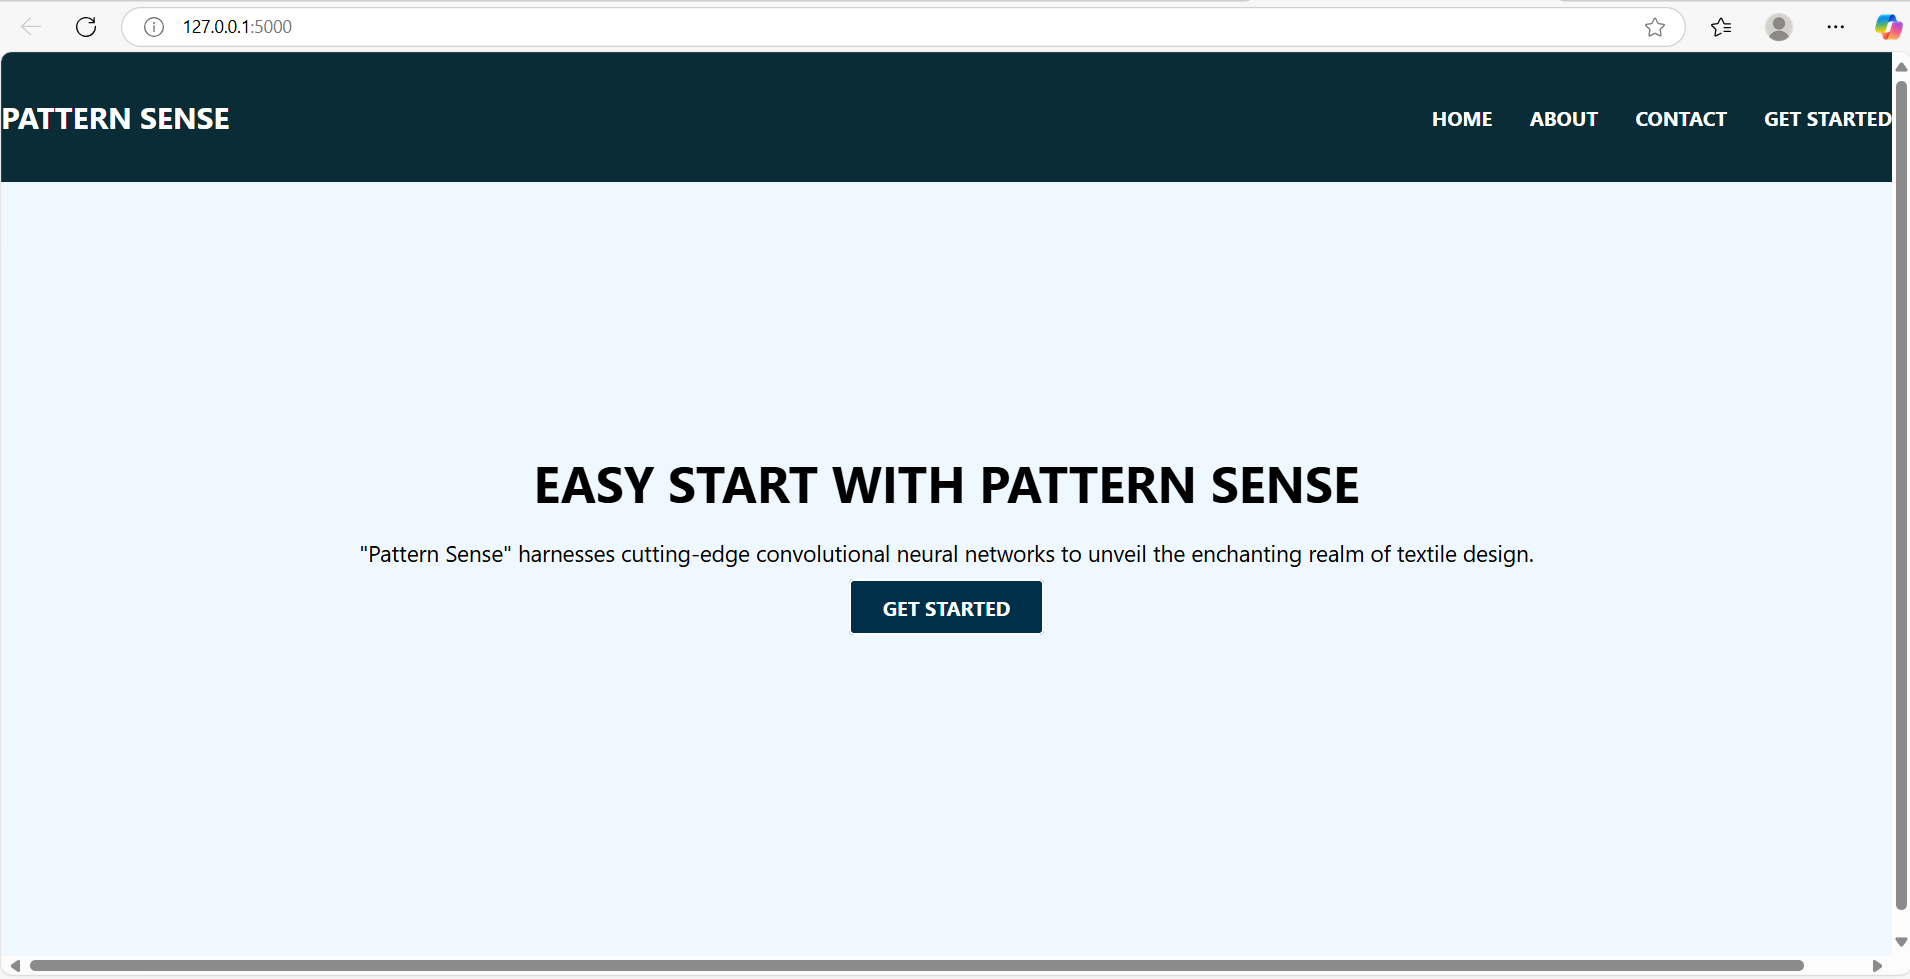 127.0.0.1:5000
PATTERN SENSE
HOME ABOUT CONTACT GET STARTED
EASY START WITH PATTERN SENSE
"Pattern Sense" harnesses cutting-edge convolutional neural networks to unveil the enchanting realm of textile design.
GET STARTED